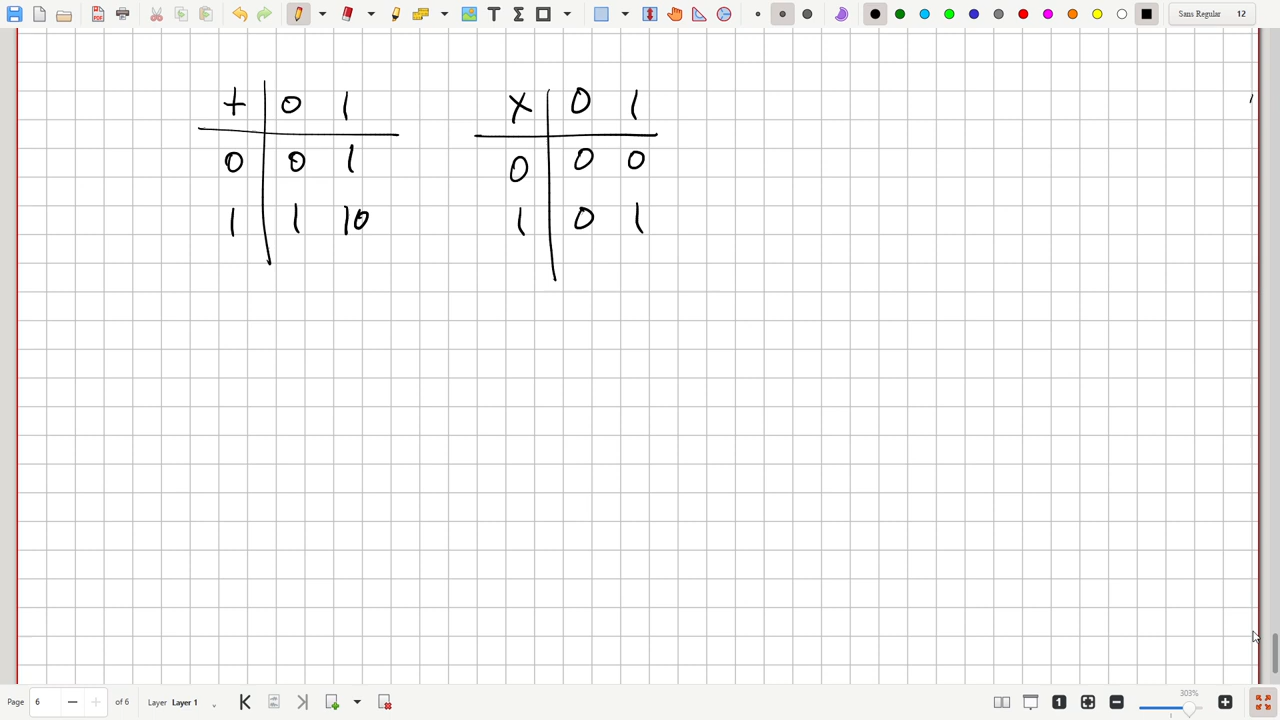 Sans Regular 12
+ 0 1 × 0 1
0 0 1 0 0 0
1 1 10 1 0 1
Page 6 of 6 Layer Layer 1 303%